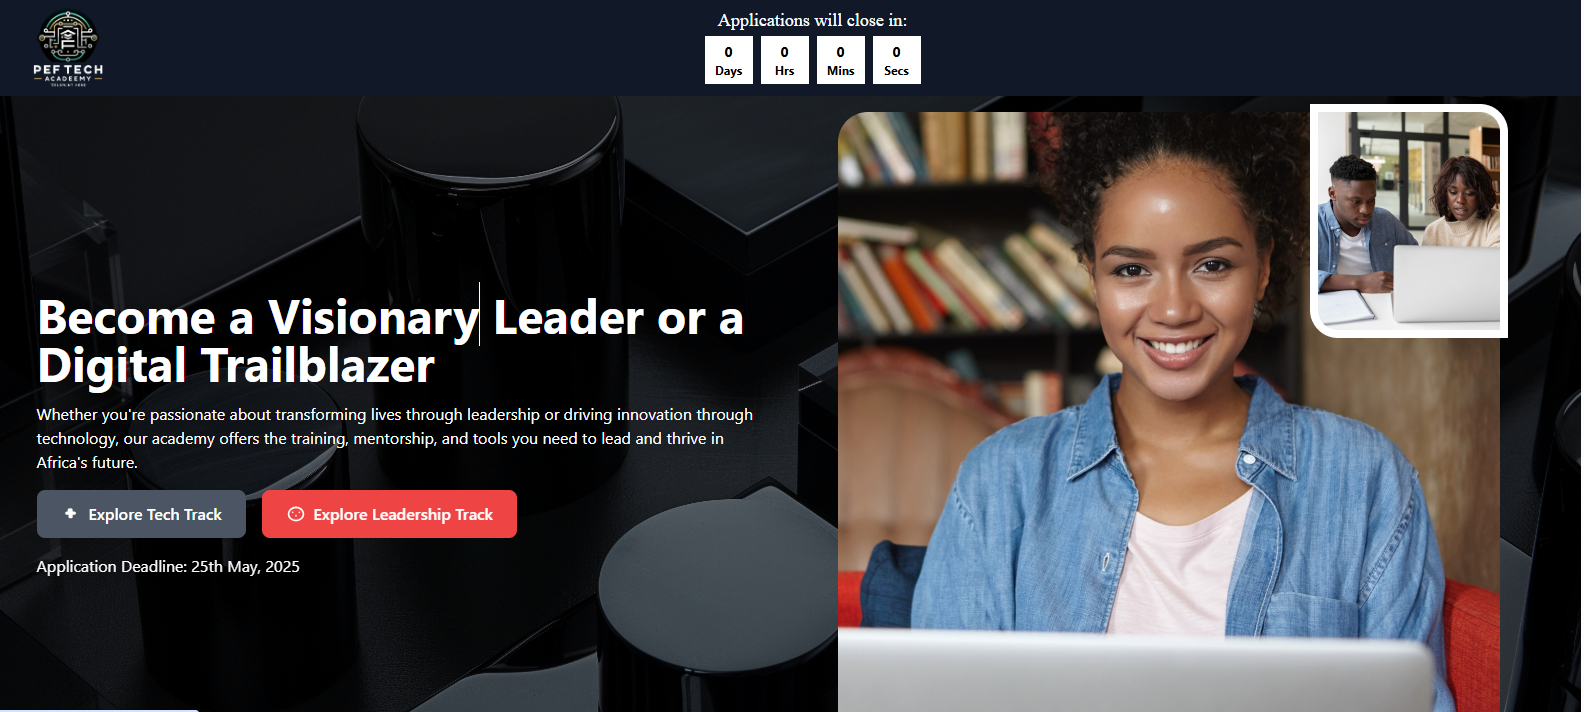 PEFTECH
ACADEEMY
Applications will close in:
0 0 0 0
Days Hrs Mins Secs
Become a Visionary Leader or a
Digital Trailblazer
Whether you're passionate about transforming lives through leadership or driving innovation through
technology, our academy offers the training, mentorship, and tools you need to lead and thrive in
Africa's future.
Explore Tech Track Explore Leadership Track
Application Deadline: 25th May, 2025